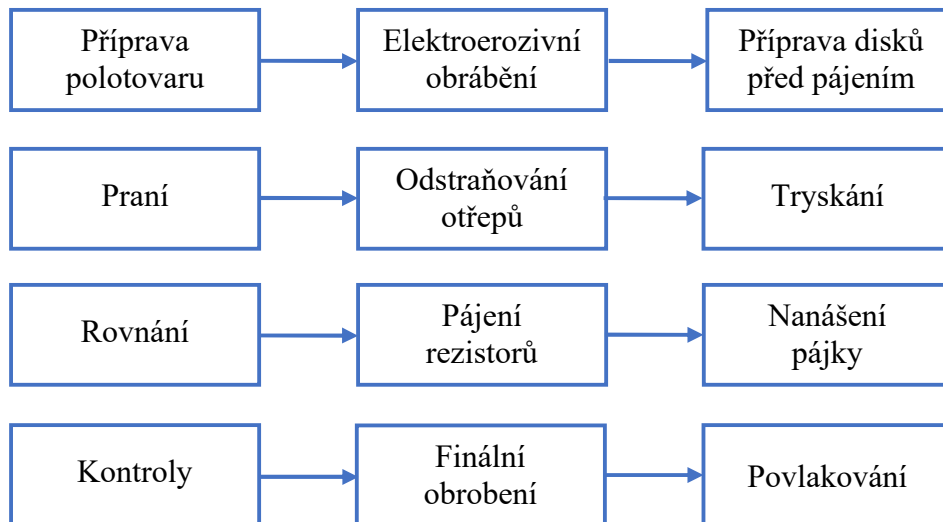 Příprava
polotovaru
Elektroerozivní
obrábění
Příprava disků
před pájením
Praní
Odstraňování
otřepů
Tryskání
Rovnání
Pájení
rezistorů
Nanášení
pájky
Kontroly
Finální
obrobení
Povlakování